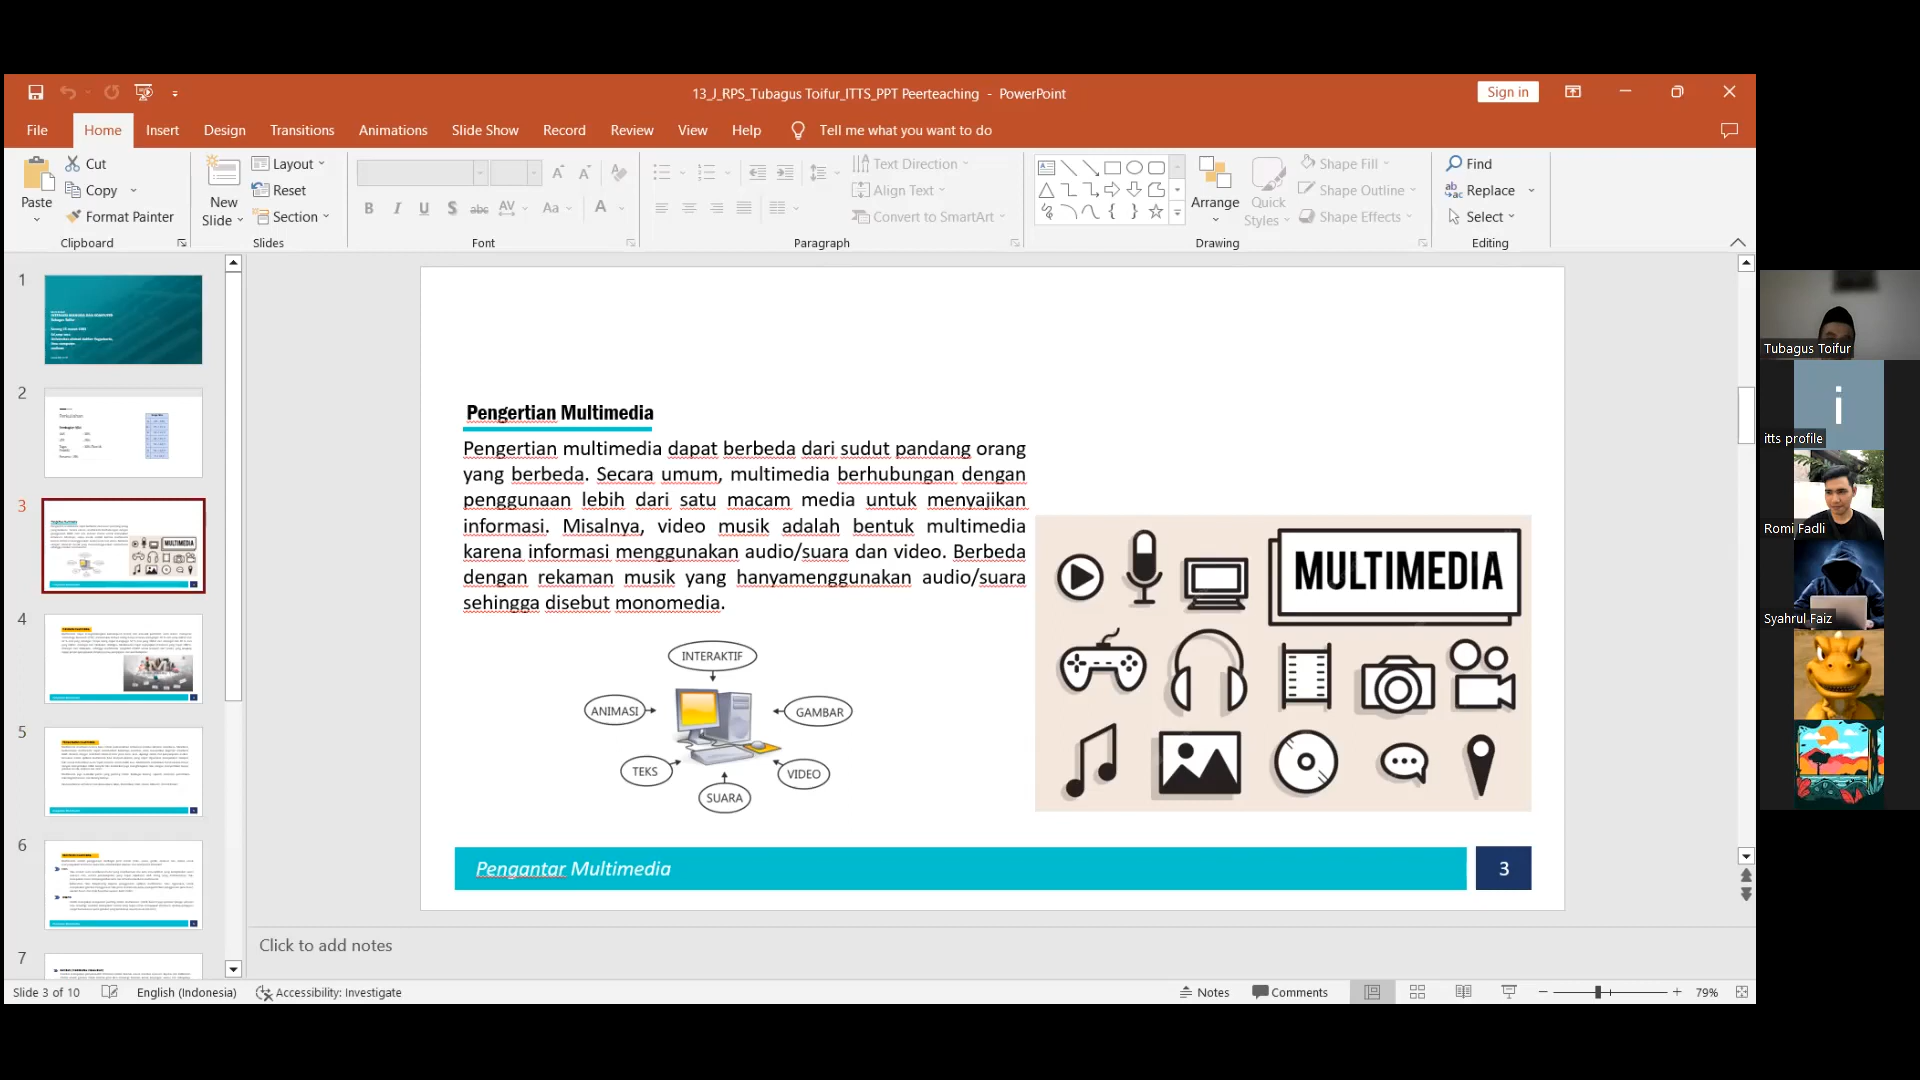 13_J_RPS_Tubagus Toifur_ITTS_PPT Peerteaching - PowerPoint
Sign in
File Home Insert Design Transitions Animations Slide Show Record Review View Help Tell me what you want to do
Paste
Cut
Copy
Format Painter
Clipboard
New Slide
Layout
Reset
Section
Slides
Font
Text Direction
Align Text
Convert to SmartArt
Paragraph
Arrange
Quick Styles
Shape Fill
Shape Outline
Shape Effects
Drawing
Find
Replace
Select
Editing
1
2
3
4
5
6
7
Pengertian Multimedia
Pengertian multimedia dapat berbeda dari sudut pandang orang
yang berbeda. Secara umum, multimedia berhubungan dengan
penggunaan lebih dari satu macam media untuk menyajikan
informasi. Misalnya, video musik adalah bentuk multimedia
karena informasi menggunakan audio/suara dan video. Berbeda
dengan rekaman musik yang hanyamenggunakan audio/suara
sehingga disebut monomedia.
INTERAKTIF
ANIMASI
GAMBAR
TEKS
VIDEO
SUARA
MULTIMEDIA
Pengantar Multimedia
3
Click to add notes
Slide 3 of 10
English (Indonesia)
Accessibility: Investigate
Notes
Comments
79%
Tubagus Toifur
i
itts profile
Romi Fadli
Syahrul Faiz